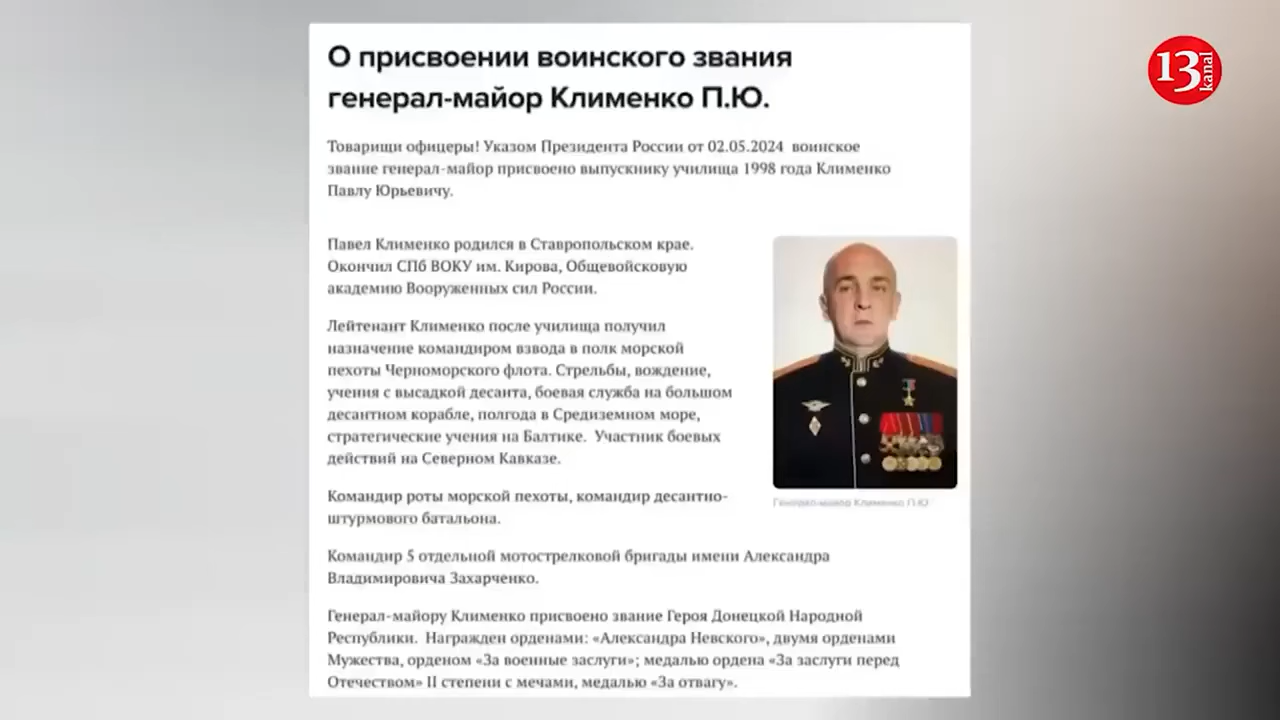 О присвоении воинского звания
генерал-майор Клименко П.Ю.
Товарищи офицеры! Указом Президента России от 02.05.2024 воинское
звание генерал-майор присвоено выпускнику училища 1998 года Клименко
Павлу Юрьевичу.
Павел Клименко родился в Ставропольском крае.
Окончил СПб ВОКУ им. Кирова, Общевойсковую
академию Вооруженных сил России.
Лейтенант Клименко после училища получил
назначение командиром взвода в полк морской
пехоты Черноморского флота. Стрельбы, вождение,
учения с высадкой десанта, боевая служба на большом
десантном корабле, полгода в Средиземном море,
стратегические учения на Балтике. Участник боевых
действий на Северном Кавказе.
Командир роты морской пехоты, командир десантно-
штурмового батальона.
Командир 5 отдельной мотострелковой бригады имени Александра
Владимировича Захарченко.
Генерал-майору Клименко присвоено звание Героя Донецкой Народной
Республики. Награжден орденами: «Александра Невского», двумя орденами
Мужества, орденом «За военные заслуги»; медалью ордена «За заслуги перед
Отечеством» II степени с мечами, медалью «За отвагу».
Генерал-майор Клименко П.Ю.
13 kanal